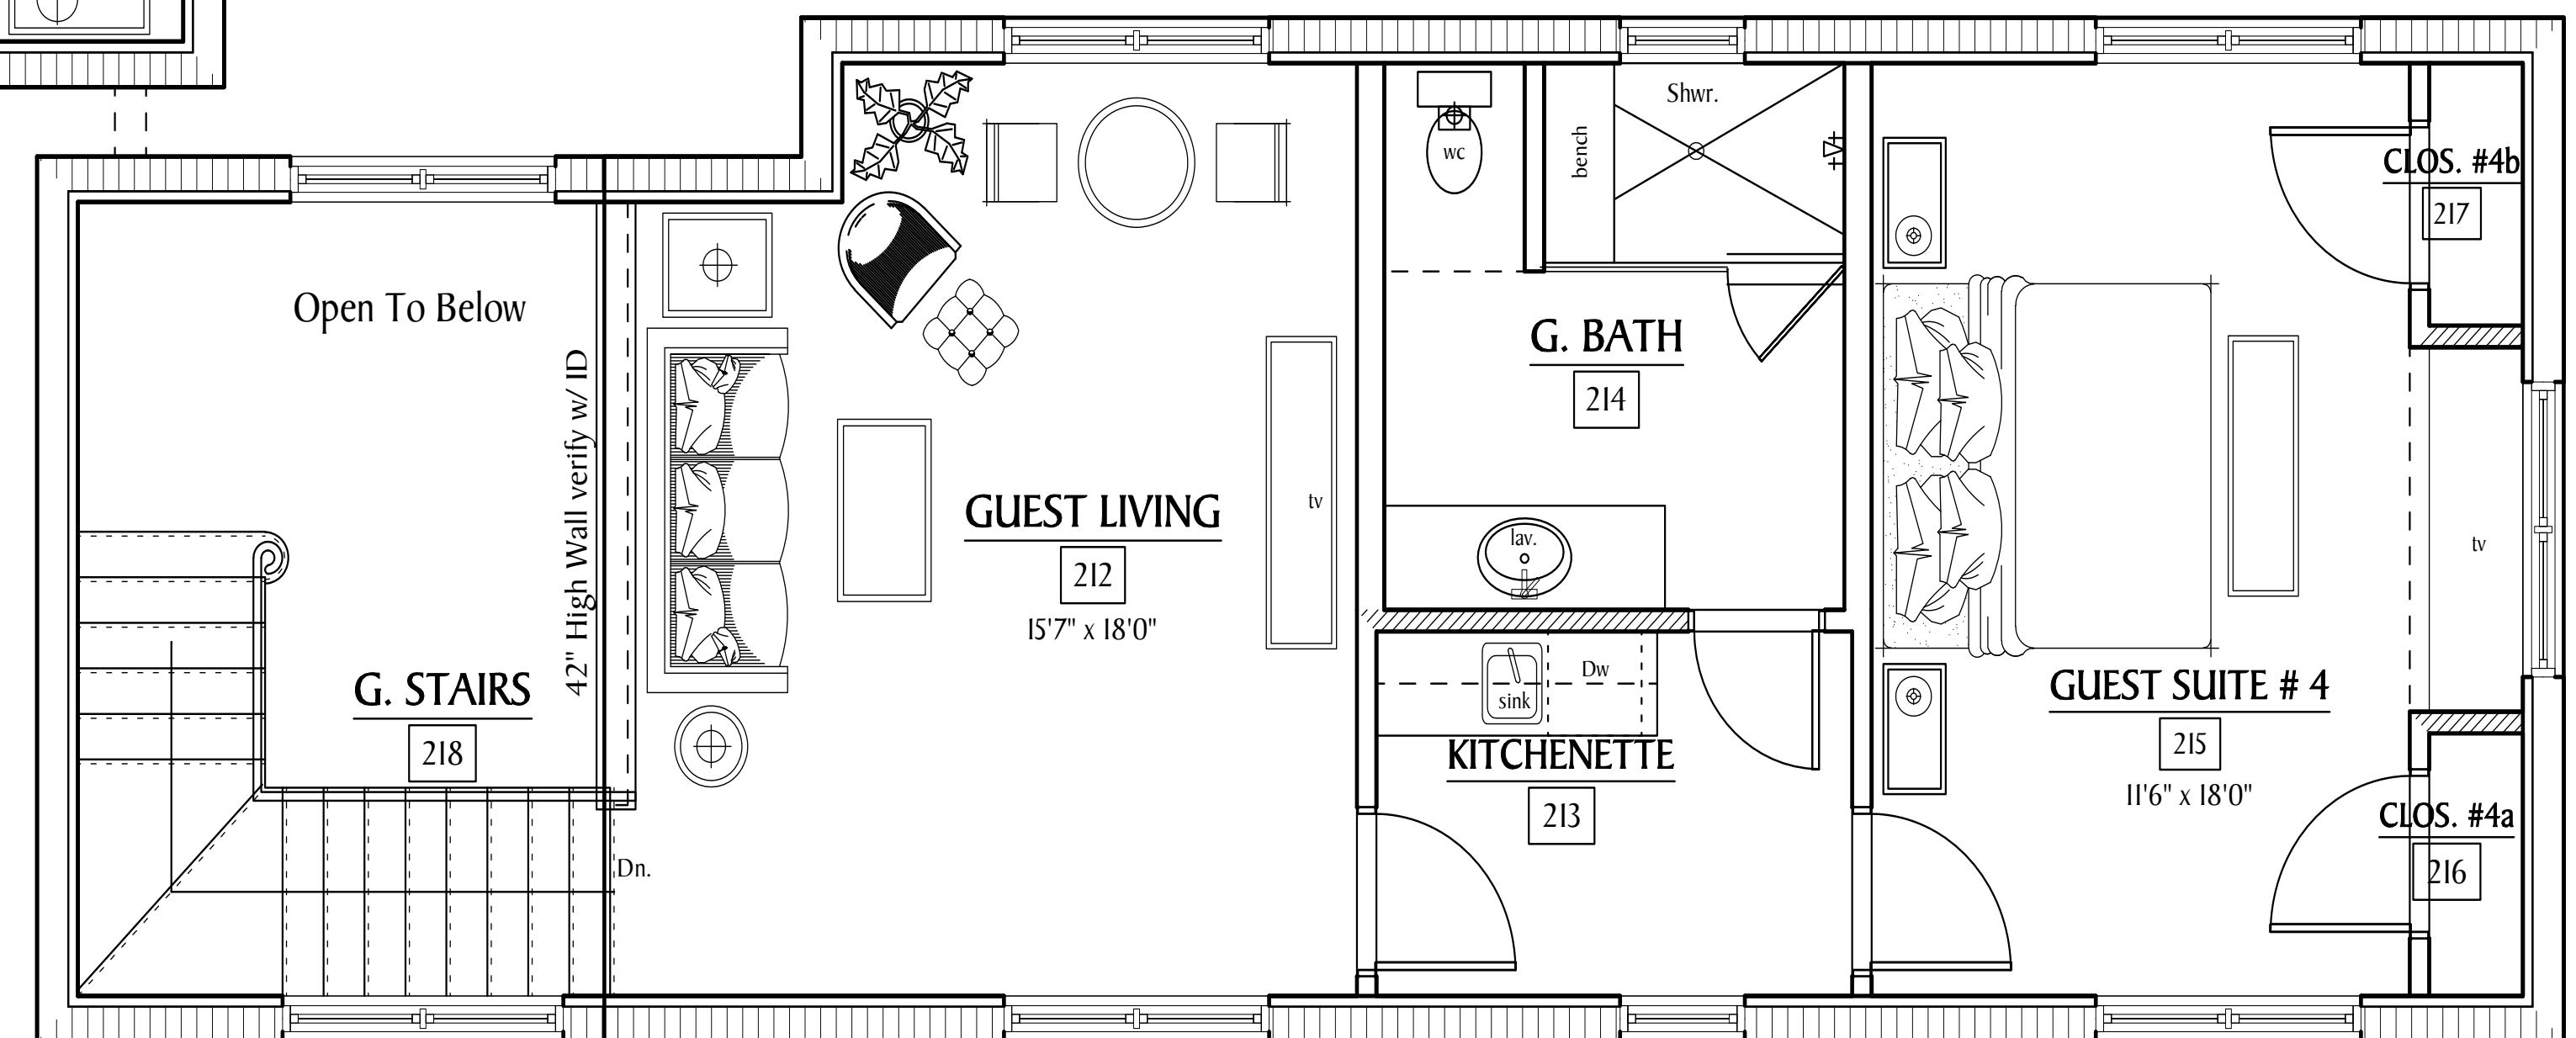 Shwr.
bench
wc
CLOS. #4b
217
Open To Below
42" High Wall verify w/ ID
G. BATH
214
GUEST LIVING
212
15'7" x 18'0"
tv
lav.
tv
G. STAIRS
218
sink
Dw
KITCHENETTE
213
GUEST SUITE # 4
215
11'6" x 18'0"
CLOS. #4a
216
Dn.